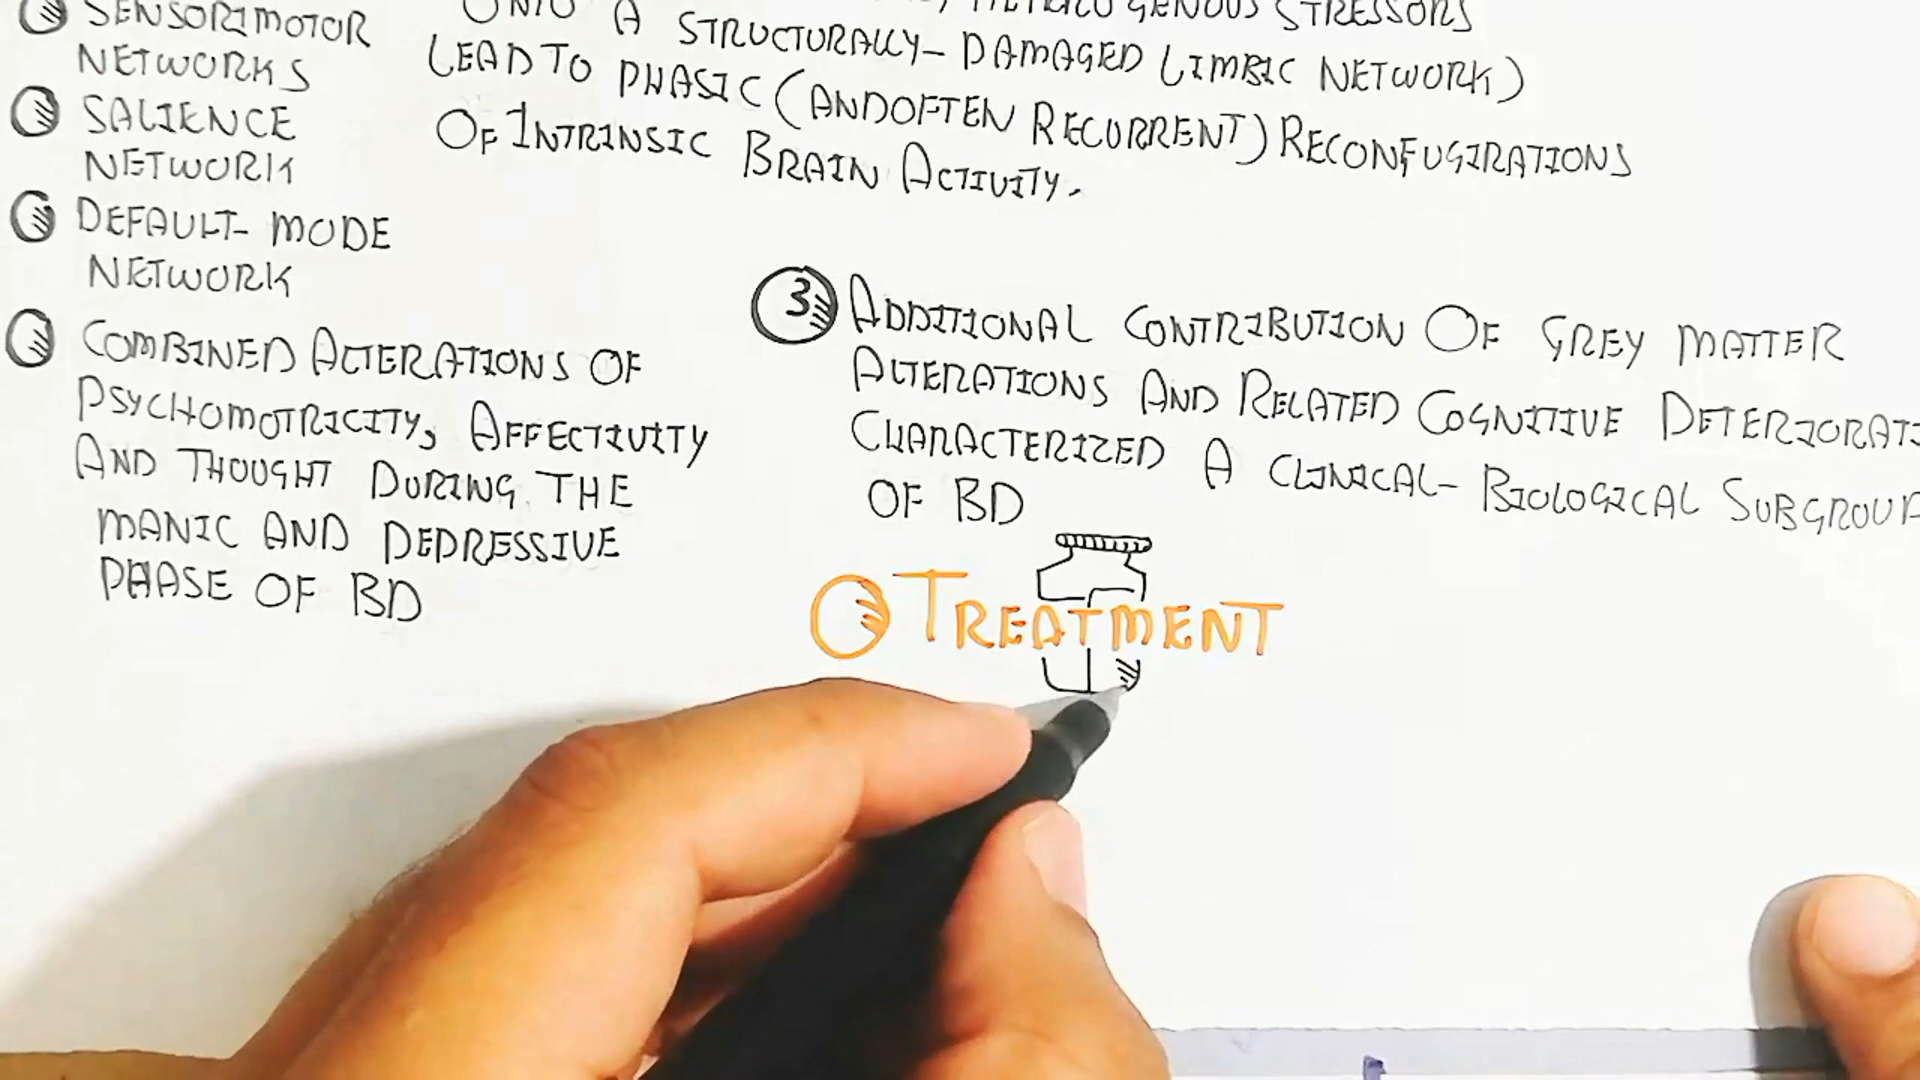 SENSORIMOTOR
NETWORKS
SALIENCE
NETWORK
DEFAULT-MODE
NETWORK
COMBINED ALTERATIONS OF
PSYCHOMOTRICITY, AFFECTIVITY
AND THOUGHT DURING THE
MANIC AND DEPRESSIVE
PHASE OF BD
ONTO A STRUCTURALLY-DAMAGED LIMBIC NETWORK)
LEAD TO PHASIC (AND OFTEN RECURRENT) RECONFUGIRATIONS
OF INTRINSIC BRAIN ACTIVITY.
3 ADDITIONAL CONTRIBUTION OF GREY MATTER
ALTERATIONS AND RELATED COGNITIVE
CHARACTERIZED A CLINICAL-BIOLOGICAL
OF BD
TREATMENT